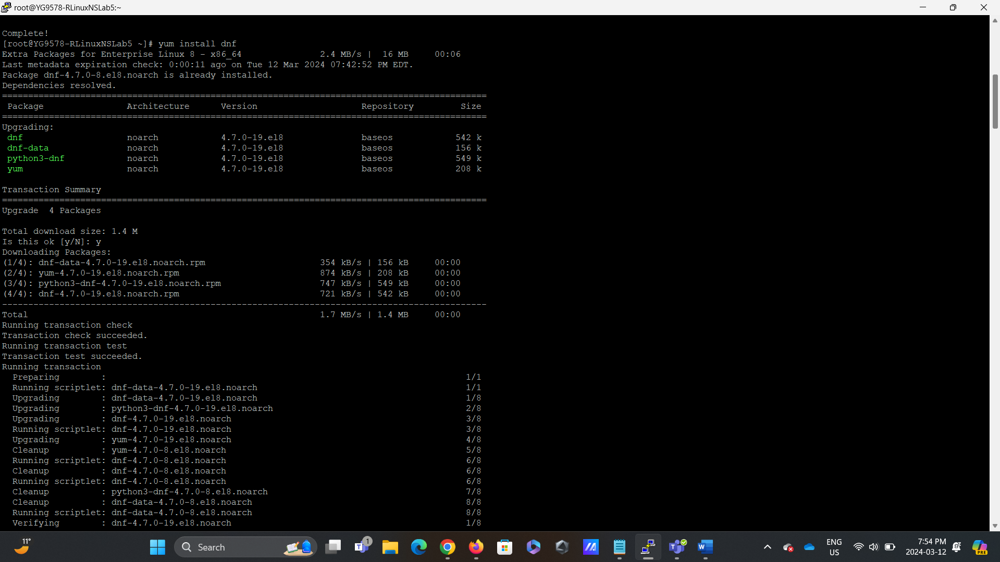 root@YG9578-RLinuxNSLab5:~
Complete!
[root@YG9578-RLinuxNSLab5 ~]# yum install dnf
Extra Packages for Enterprise Linux 8 - x86_64 2.4 MB/s | 16 MB 00:06
Last metadata expiration check: 0:00:11 ago on Tue 12 Mar 2024 07:42:52 PM EDT.
Package dnf-4.7.0-8.el8.noarch is already installed.
Dependencies resolved.
=============================================================================================
Package Architecture Version Repository Size
=============================================================================================
Upgrading:
dnf noarch 4.7.0-19.el8 baseos 542 k
dnf-data noarch 4.7.0-19.el8 baseos 156 k
python3-dnf noarch 4.7.0-19.el8 baseos 549 k
yum noarch 4.7.0-19.el8 baseos 208 k
Transaction Summary
=============================================================================================
Upgrade 4 Packages
Total download size: 1.4 M
Is this ok [y/N]: y
Downloading Packages:
(1/4): dnf-data-4.7.0-19.el8.noarch.rpm 354 kB/s | 156 kB 00:00
(2/4): yum-4.7.0-19.el8.noarch.rpm 874 kB/s | 208 kB 00:00
(3/4): python3-dnf-4.7.0-19.el8.noarch.rpm 747 kB/s | 549 kB 00:00
(4/4): dnf-4.7.0-19.el8.noarch.rpm 721 kB/s | 542 kB 00:00
---------------------------------------------------------------------------------------------
Total 1.7 MB/s | 1.4 MB 00:00
Running transaction check
Transaction check succeeded.
Running transaction test
Transaction test succeeded.
Running transaction
Preparing : 1/1
Running scriptlet: dnf-data-4.7.0-19.el8.noarch 1/1
Upgrading : dnf-data-4.7.0-19.el8.noarch 1/8
Upgrading : python3-dnf-4.7.0-19.el8.noarch 2/8
Upgrading : dnf-4.7.0-19.el8.noarch 3/8
Running scriptlet: dnf-4.7.0-19.el8.noarch 3/8
Upgrading : yum-4.7.0-19.el8.noarch 4/8
Cleanup : yum-4.7.0-8.el8.noarch 5/8
Running scriptlet: dnf-4.7.0-8.el8.noarch 6/8
Cleanup : dnf-4.7.0-8.el8.noarch 6/8
Running scriptlet: dnf-4.7.0-8.el8.noarch 6/8
Cleanup : python3-dnf-4.7.0-8.el8.noarch 7/8
Cleanup : dnf-data-4.7.0-8.el8.noarch 8/8
Running scriptlet: dnf-data-4.7.0-8.el8.noarch 8/8
Verifying : dnf-4.7.0-19.el8.noarch 1/8
11°
Search
1
ENG
US
7:54 PM
2024-03-12
PRE